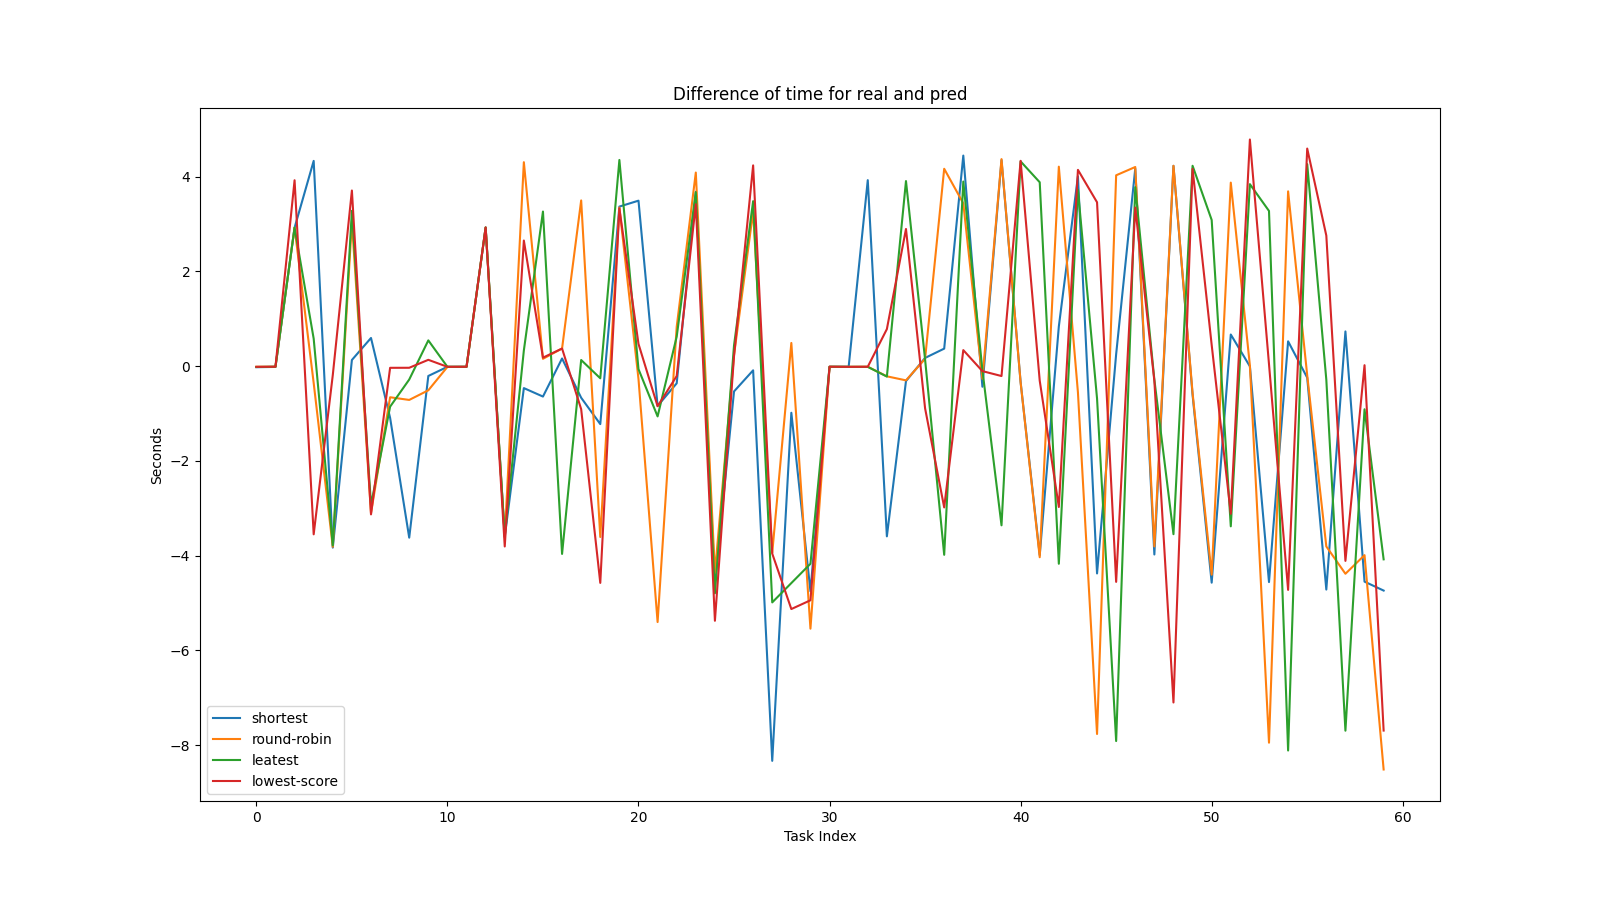 Difference of time for real and pred
4
2
0
−2
−4
−6
−8
Seconds
shortest
round-robin
leatest
lowest-score
0 10 20 30 40 50 60
Task Index